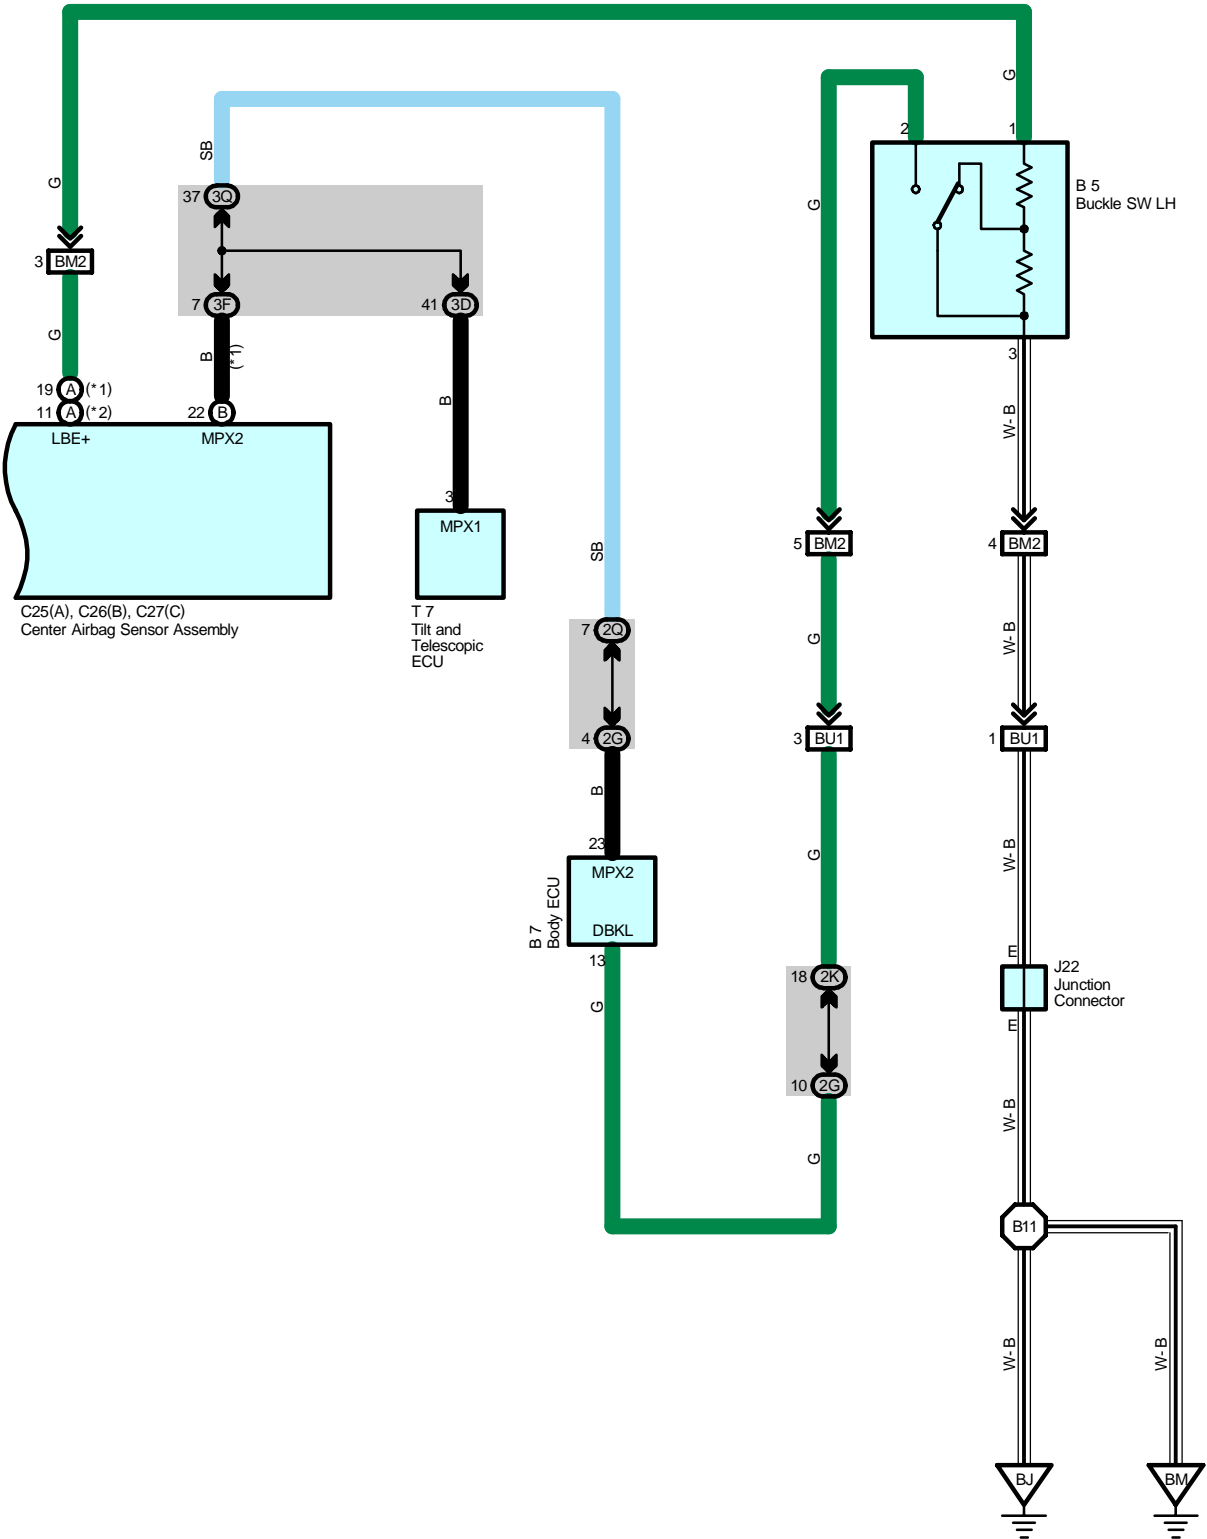 G
G
2
1
SB
G
37 3Q
B 5
Buckle SW LH
G
3 BM2
7 3F
41 3D
G
B
(*1)
3
19 A (*1)
11 A (*2)
22 B
B
W-B
LBE+
MPX2
3
MPX1
SB
5 BM2
4 BM2
C25(A), C26(B), C27(C)
Center Airbag Sensor Assembly
T 7
Tilt and
Telescopic
ECU
7 2Q
G
W-B
4 2G
3 BU1
1 BU1
B
23
MPX2
G
W-B
B 7
Body ECU
DBKL
13
E
J22
Junction
Connector
18 2K
G
E
10 2G
W-B
G
B11
W-B
W-B
BJ
BM